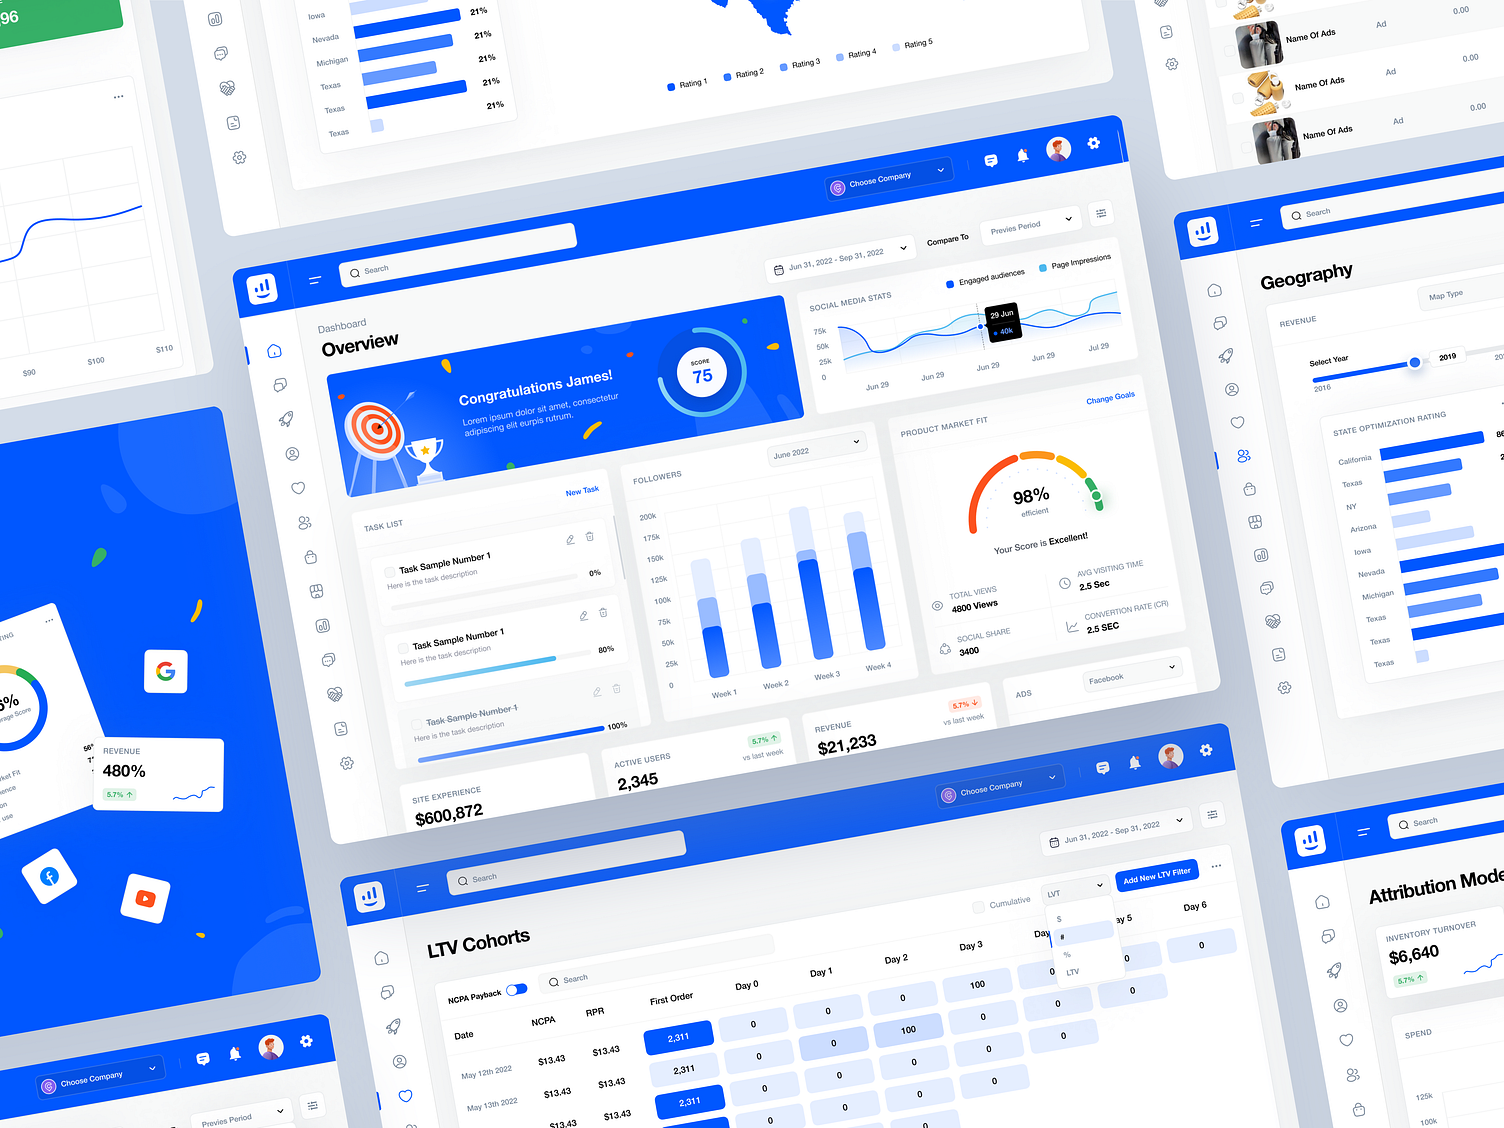 ,96
$90
$100
$110
Iowa
Nevada
Michigan
Texas
Texas
Texas
21%
21%
21%
21%
21%
Rating 1
Rating 2
Rating 3
Rating 4
Rating 5
Name Of Ads
Ad
0.00
Name Of Ads
Ad
0.00
Name Of Ads
Ad
0.00
Choose Company
Search
Jun 31, 2022 - Sep 31, 2022
Compare To
Previes Period
Dashboard
Overview
Congratulations James!
Lorem ipsum dolor sit amet, consectetur
adipiscing elit eurpis rutrum.
SCORE
75
SOCIAL MEDIA STATS
Engaged audiences
Page Impressions
75k
50k
25k
0
29 Jun
40k
Jun 29
Jun 29
Jun 29
Jun 29
Jul 29
TASK LIST
New Task
Task Sample Number 1
Here is the task description
0%
Task Sample Number 1
Here is the task description
80%
Task Sample Number 1
Here is the task description
100%
FOLLOWERS
June 2022
200k
175k
150k
125k
100k
75k
50k
25k
0
Week 1
Week 2
Week 3
Week 4
PRODUCT MARKET FIT
Change Goals
98%
efficient
Your Score is Excellent!
TOTAL VIEWS
4800 Views
AVG VISITING TIME
2.5 Sec
SOCIAL SHARE
3400
CONVERTION RATE (CR)
2.5 SEC
SITE EXPERIENCE
$600,872
ACTIVE USERS
2,345
5.7%
vs last week
REVENUE
$21,233
5.7%
vs last week
ADS
Facebook
Search
Geography
Map Type
REVENUE
Select Year
2016
2019
STATE OPTIMIZATION RATING
California
Texas
NY
Arizona
Iowa
Nevada
Michigan
Texas
Texas
Texas
REVENUE
480%
5.7%
Choose Company
Search
Jun 31, 2022 - Sep 31, 2022
LTV Cohorts
Cumulative
LVT
Add New LTV Filter
$
#
%
LTV
NCPA Payback
Search
Date
NCPA
RPR
First Order
Day 0
Day 1
Day 2
Day 3
Day
ay 5
Day 6
May 12th 2022
$13.43
$13.43
2,311
0
0
0
100
0
0
0
May 13th 2022
$13.43
$13.43
2,311
0
0
100
0
0
0
$13.43
$13.43
2,311
0
0
0
0
0
0
0
0
0
0
Choose Company
Previes Period
Search
Attribution Mode
INVENTORY TURNOVER
$6,640
5.7%
SPEND
125k
100k